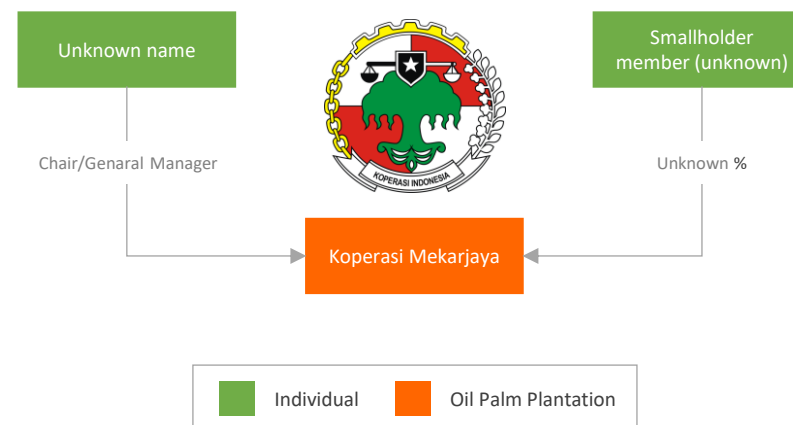 Unknown name
Smallholder
member (unknown)
KOPERASI INDONESIA
Chair/Genaral Manager
Unknown %
Koperasi Mekarjaya
Individual
Oil Palm Plantation